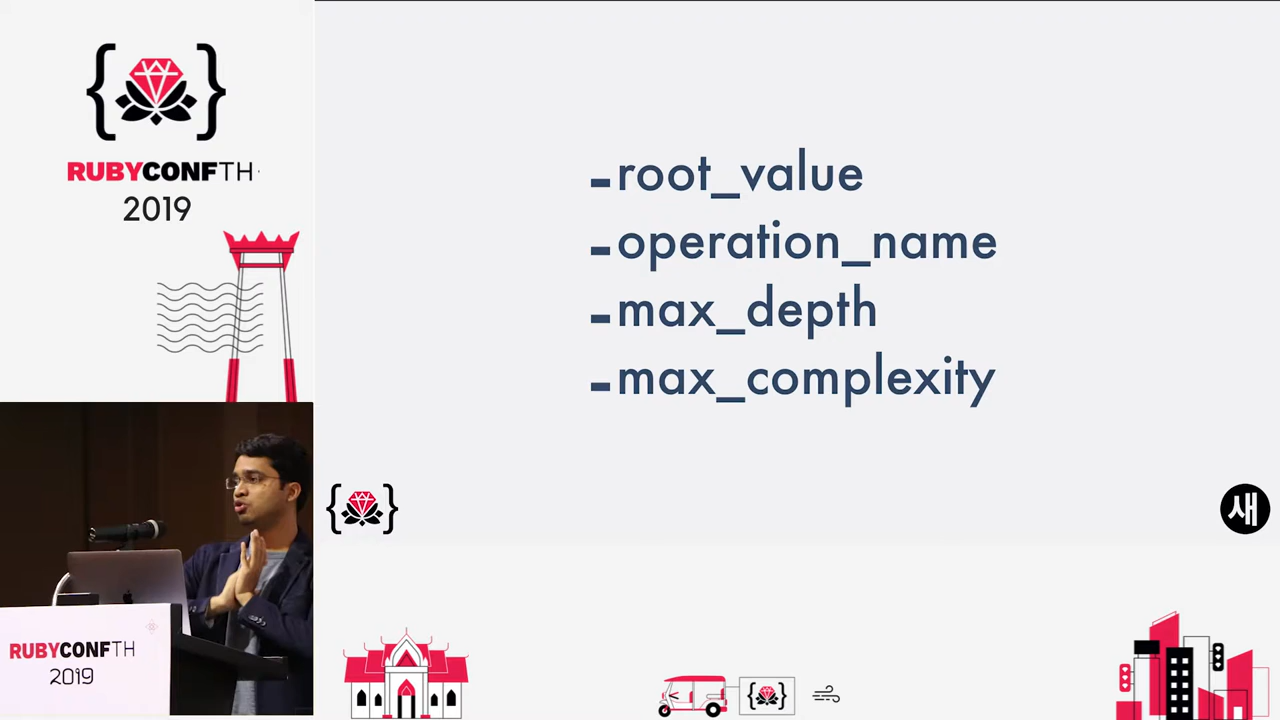 RUBYCONFTH
2019
-root_value
-operation_name
-max_depth
-max_complexity
새
RUBYCONFTH
2019